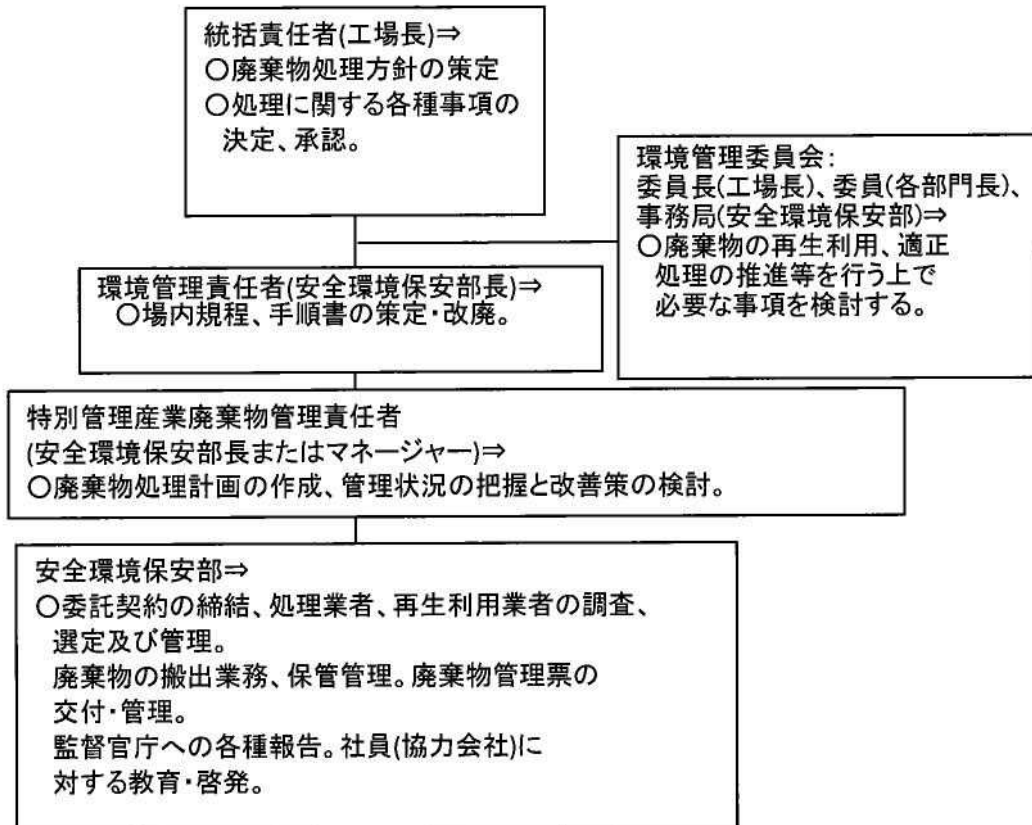 統括責任者(工場長)⇒
○廃棄物処理方針の策定
○処理に関する各種事項の
決定、承認。
環境管理委員会:
委員長(工場長)、委員(各部門長)、
事務局(安全環境保安部)⇒
○廃棄物の再生利用、適正
処理の推進等を行う上で
必要な事項を検討する。
環境管理責任者(安全環境保安部長)⇒
○場内規程、手順書の策定・改廃。
特別管理産業廃棄物管理責任者
(安全環境保安部長またはマネージャー)⇒
○廃棄物処理計画の作成、管理状況の把握と改善策の検討。
安全環境保安部⇒
○委託契約の締結、処理業者、再生利用業者の調査、
選定及び管理。
廃棄物の搬出業務、保管管理。廃棄物管理票の
交付・管理。
監督官庁への各種報告。社員(協力会社)に
対する教育・啓発。